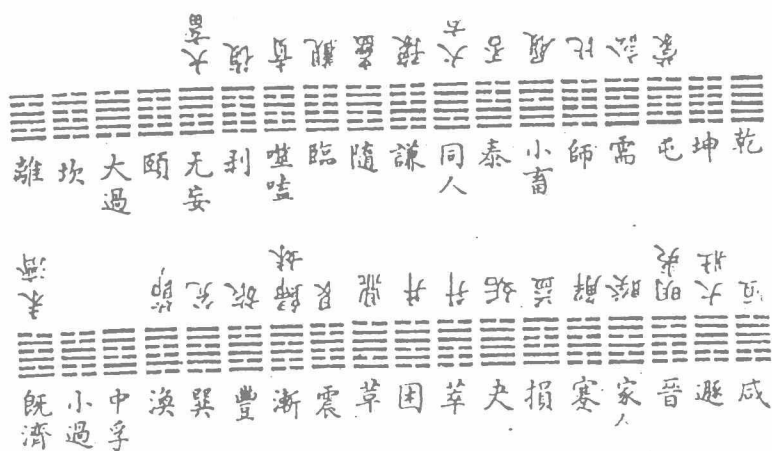 蒙 訟 比 履 否 大有 豫 蠱 觀 賁 復 大畜
乾 坤 屯 需 師 小畜 泰 同人 謙 隨 臨 噬嗑 剝 无妄 頤 大過 坎 離
恒 大壯 明夷 睽 解 益 姤 升 井 鼎 艮 歸妹 旅 兌 節 未濟
咸 遯 晉 家人 蹇 損 夬 萃 困 革 震 漸 豐 巽 渙 中孚 小過 既濟